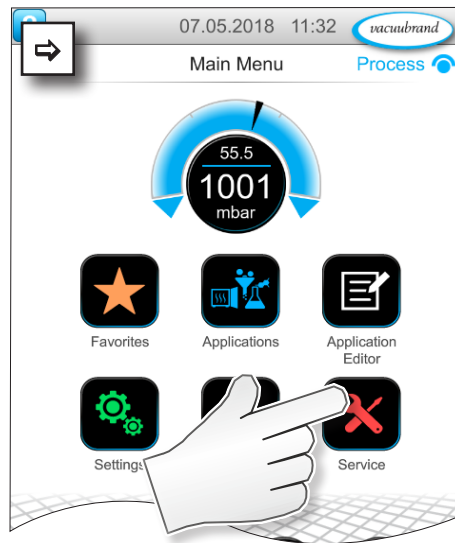 07.05.2018 11:32 vacuubrand
Main Menu Process
55.5
1001
mbar
Favorites Applications Application
Editor
Settings Service